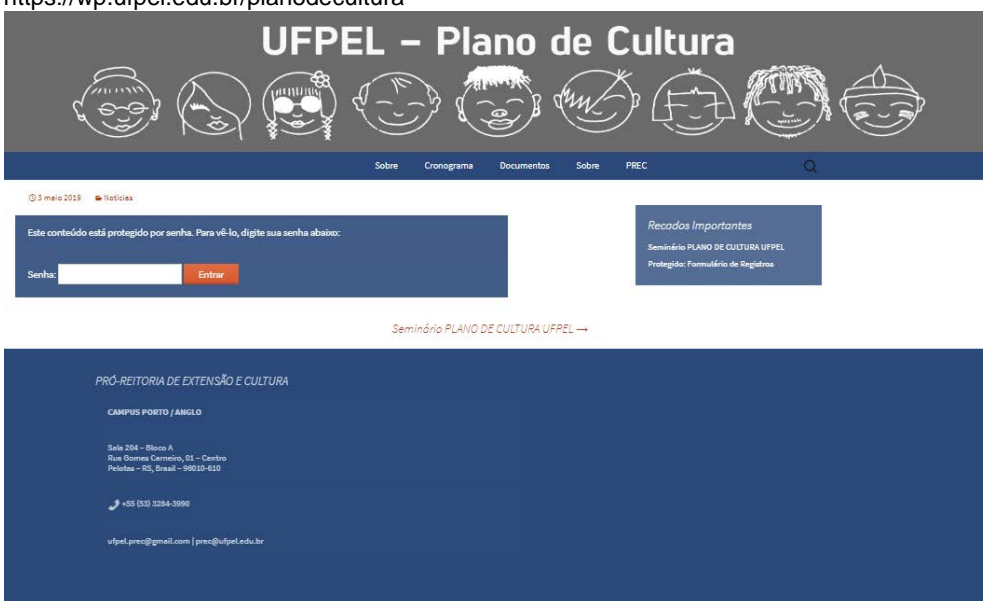 https://wp.ufpel.edu.br/planodecultura
UFPEL – Plano de Cultura
Sobre Cronograma Documentos Sobre PREC
3 maio 2019 Notícias
Este conteúdo está protegido por senha. Para vê-lo, digite sua senha abaixo:
Senha: Entrar
Recados Importantes
Seminário PLANO DE CULTURA UFPEL
Protegido: Formulário de Registros
Seminário PLANO DE CULTURA UFPEL →
PRÓ-REITORIA DE EXTENSÃO E CULTURA
CAMPUS PORTO / ANGLO
Sala 204 – Bloco A
Rua Gomes Carneiro, 01 – Centro
Pelotas – RS, Brasil – 96010-610
+55 (53) 3284-3990
ufpel.prec@gmail.com | prec@ufpel.edu.br